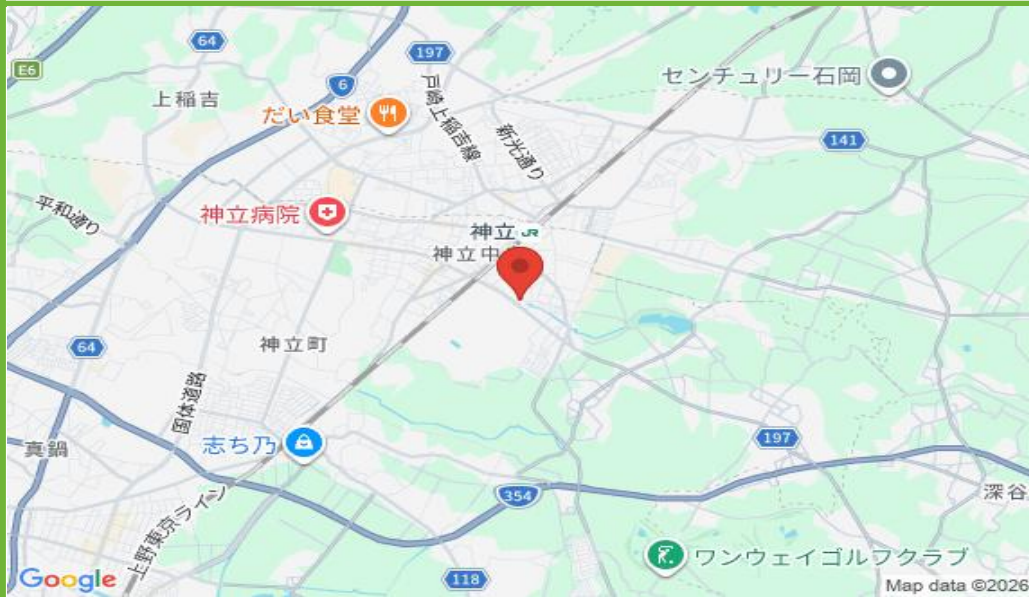 64
197
E6
6
センチュリー石岡
上稲吉
だい食堂
戸崎上稲吉線
新光通り
141
平和通り
神立病院
神立 JR
神立中
64
神立町
国体道路
志ち乃
真鍋
197
354
深谷
上野東京ライン
ワンウェイゴルフクラブ
118
Google
Map data ©2026